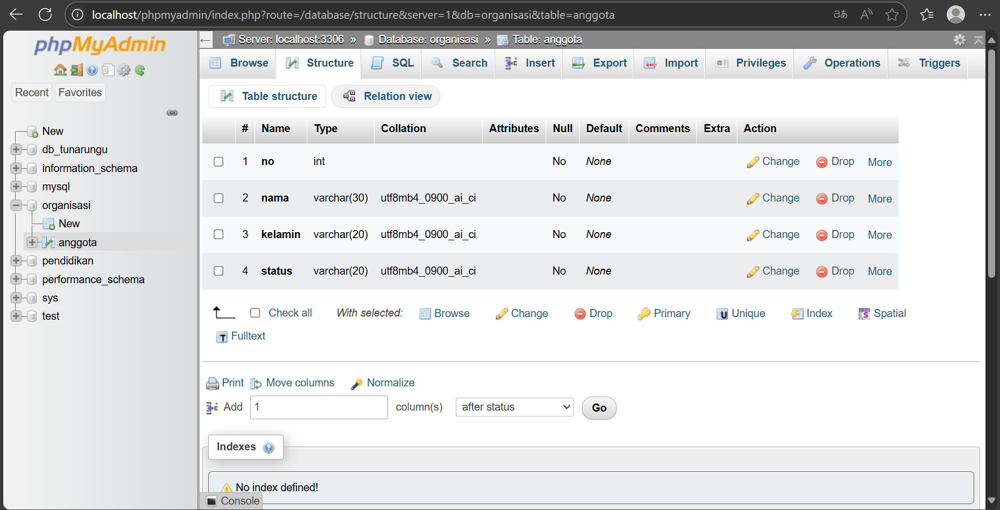 localhost/phpmyadmin/index.php?route=/database/structure&server=1&db=organisasi&table=anggota
phpMyAdmin
Recent Favorites
New
db_tunarungu
information_schema
mysql
organisasi
New
anggota
pendidikan
performance_schema
sys
test
Server: localhost:3306 » Database: organisasi » Table: anggota
Browse Structure SQL Search Insert Export Import Privileges Operations Triggers
Table structure Relation view
# Name Type Collation Attributes Null Default Comments Extra Action
1 no int No None Change Drop More
2 nama varchar(30) utf8mb4_0900_ai_ci No None Change Drop More
3 kelamin varchar(20) utf8mb4_0900_ai_ci No None Change Drop More
4 status varchar(20) utf8mb4_0900_ai_ci No None Change Drop More
Check all With selected: Browse Change Drop Primary Unique Index Spatial
Fulltext
Print Move columns Normalize
Add 1 column(s) after status Go
Indexes
No index defined!
Console